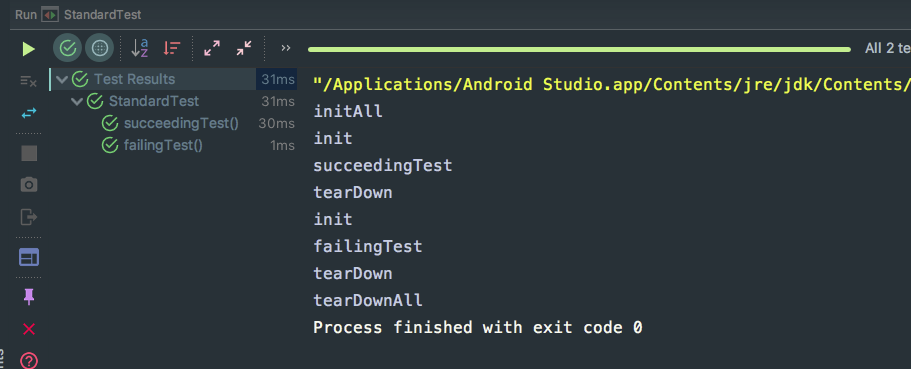 Run StandardTest
All 2 te
Test Results 31ms
StandardTest 31ms
succeedingTest() 30ms
failingTest() 1ms
"/Applications/Android Studio.app/Contents/jre/jdk/Contents/
initAll
init
succeedingTest
tearDown
init
failingTest
tearDown
tearDownAll
Process finished with exit code 0